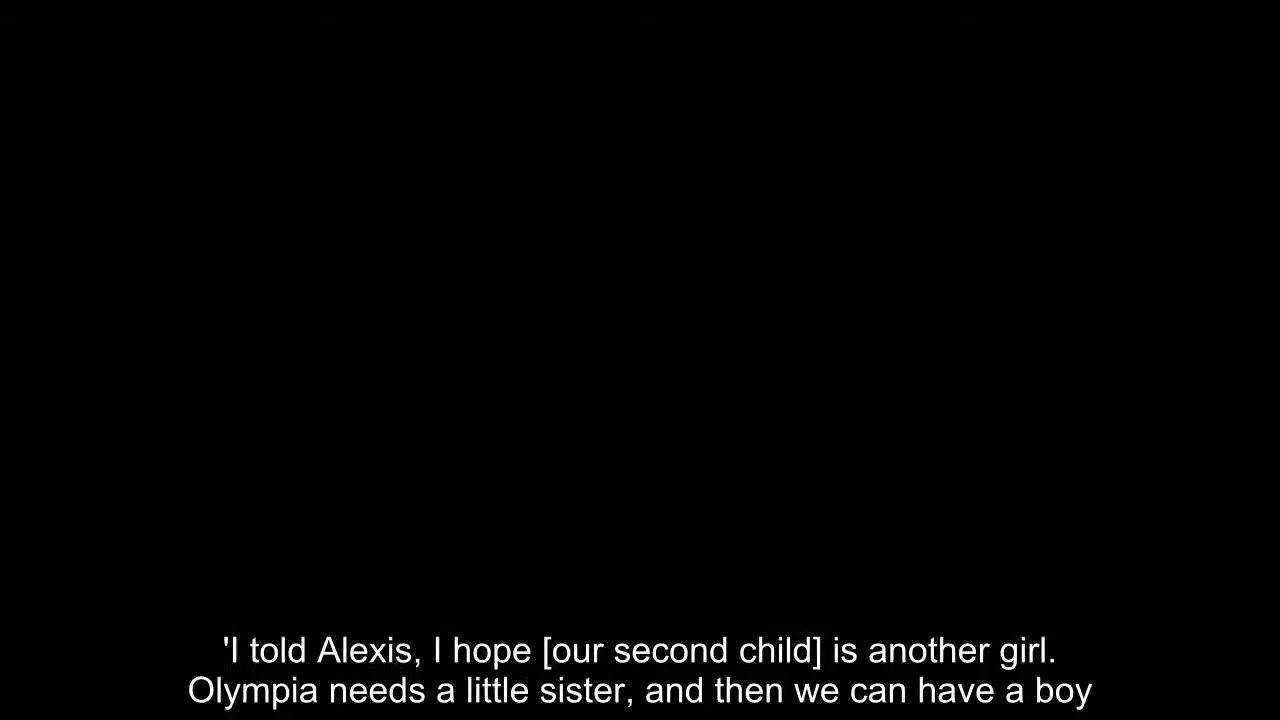 'I told Alexis, I hope [our second child] is another girl.
Olympia needs a little sister, and then we can have a boy